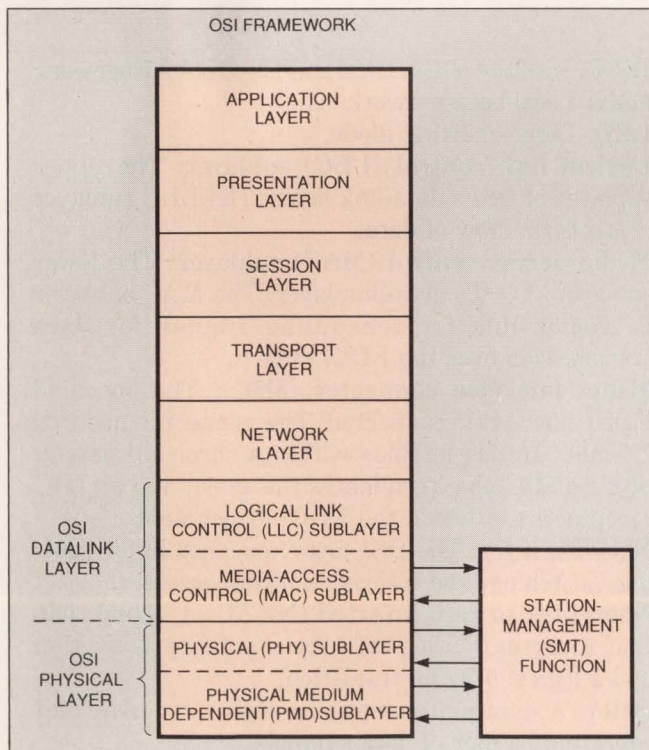 OSI FRAMEWORK
APPLICATION
LAYER
PRESENTATION
LAYER
SESSION
LAYER
TRANSPORT
LAYER
NETWORK
LAYER
OSI
DATALINK
LAYER
LOGICAL LINK
CONTROL (LLC) SUBLAYER
MEDIA-ACCESS
CONTROL (MAC) SUBLAYER
OSI
PHYSICAL
LAYER
PHYSICAL (PHY) SUBLAYER
PHYSICAL MEDIUM
DEPENDENT(PMD)SUBLAYER
STATION-
MANAGEMENT
(SMT)
FUNCTION